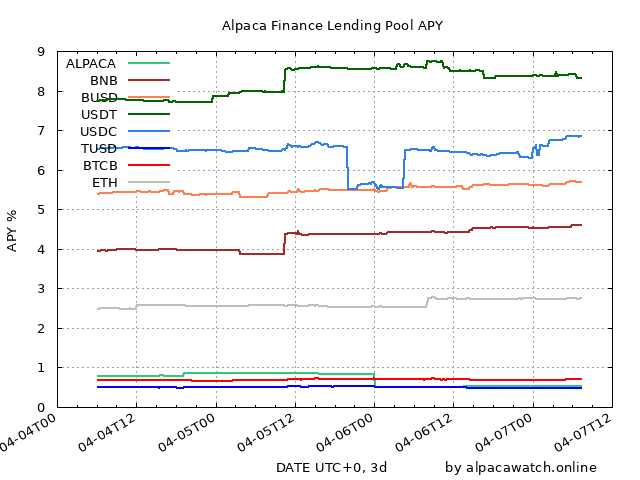 Alpaca Finance Lending Pool APY
9
8
7
6
5
4
3
2
1
0
APY %
ALPACA
BNB
BUSD
USDT
USDC
TUSD
BTCB
ETH
04-04T00
04-04T12
04-05T00
04-05T12
04-06T00
04-06T12
04-07T00
04-07T12
DATE UTC+0, 3d
by alpacawatch.online